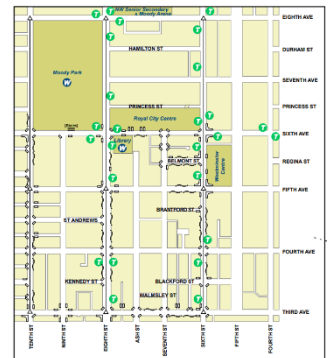 NW Senior Secondary
+ Moody Arena
EIGHTH AVE
HAMILTON ST
DURHAM ST
Moody Park
W
SEVENTH AVE
PRINCESS ST
PRINCESS ST
Royal City Centre
SIXTH AVE
Library
W
BELMONT ST
Westminster
Centre
REGINA ST
FIFTH AVE
BRANTFORD ST
ST ANDREWS
FOURTH AVE
KENNEDY ST
BLACKFORD ST
WALMSLEY ST
THIRD AVE
TENTH ST
NINTH ST
EIGHTH ST
ASH ST
SEVENTH ST
SIXTH ST
FIFTH ST
FOURTH ST